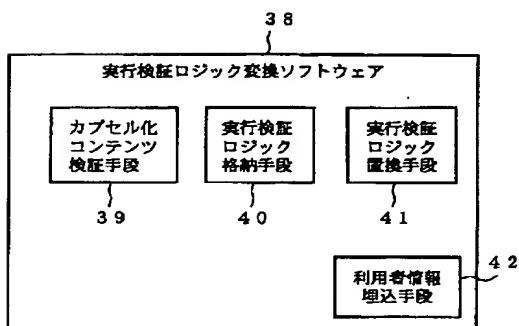 38
実行検証ロジック変換ソフトウェア
カプセル化
コンテンツ
検証手段
実行検証
ロジック
格納手段
実行検証
ロジック
置換手段
39
40
41
利用者情報
埋込手段
42